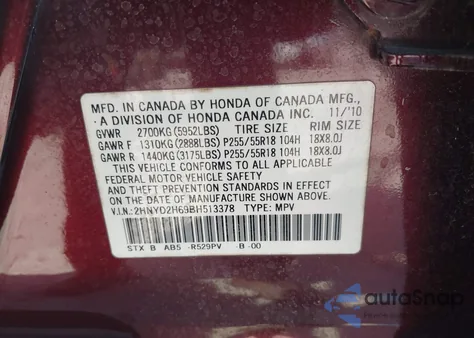 MFD. IN CANADA BY HONDA OF CANADA MFG.,
A DIVISION OF HONDA CANADA INC. 11/'10
GVWR 2700KG(5952LBS) TIRE SIZE RIM SIZE
GAWR F 1310KG(2888LBS)P255/55R18 104H 18X8.0J
GAWR R 1440KG(3175LBS)P255/55R18 104H 18X8.0J
THIS VEHICLE CONFORMS TO ALL APPLICABLE
FEDERAL MOTOR VEHICLE SAFETY
AND THEFT PREVENTION STANDARDS IN EFFECT ON
THE DATE OF MANUFACTURE SHOWN ABOVE.
V.I.N.:2HNYD2H69BH513378 TYPE: MPV
STX B AB5 -R529PV B -00
autoSnap